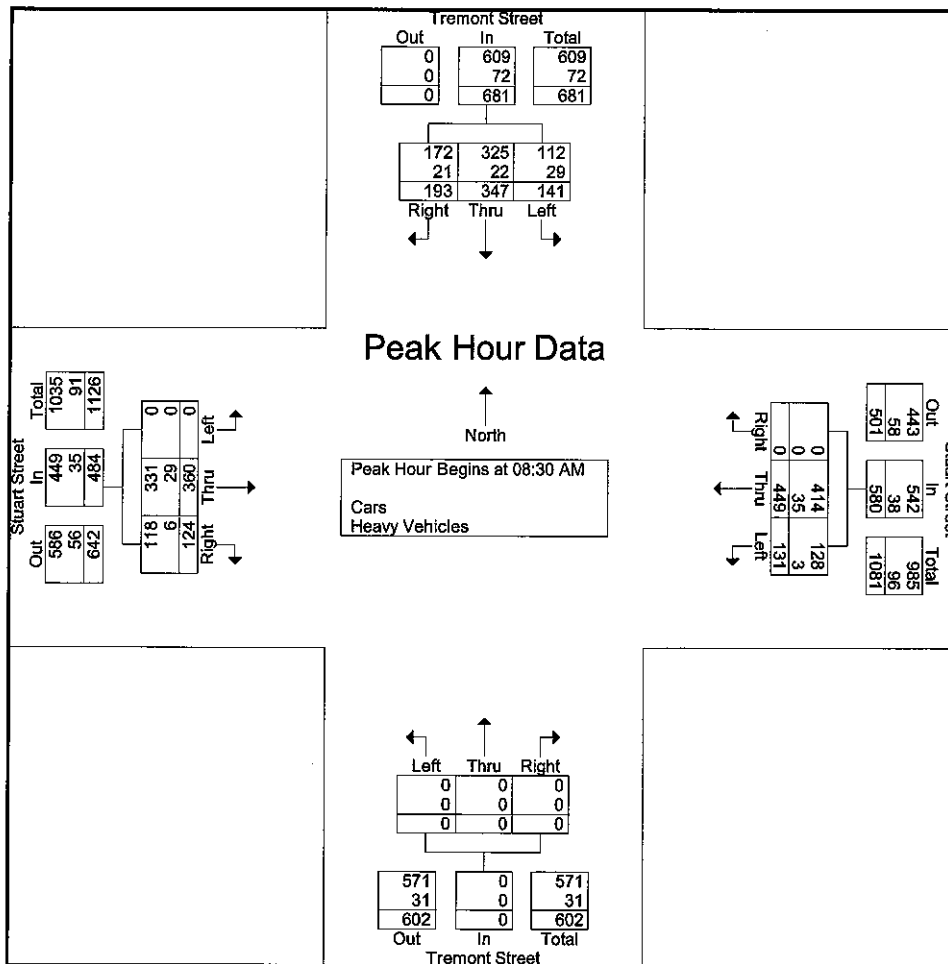 Tremont Street
Out In Total
0 609 609
0 72 72
0 681 681
172 325 112
21 22 29
193 347 141
Right Thru Left
Peak Hour Data
North
Peak Hour Begins at 08:30 AM
Cars
Heavy Vehicles
Stuart Street
Total In Out
1035 449 586
91 35 56
1126 484 642
0 331 118
0 29 6
0 360 124
Left Thru Right
Out In Total
443 542 985
58 38 96
501 580 1081
0 414 128
0 35 3
0 449 131
Right Thru Left
Left Thru Right
0 0 0
0 0 0
0 0 0
571 0 571
31 0 31
602 0 602
Out In Total
Tremont Street